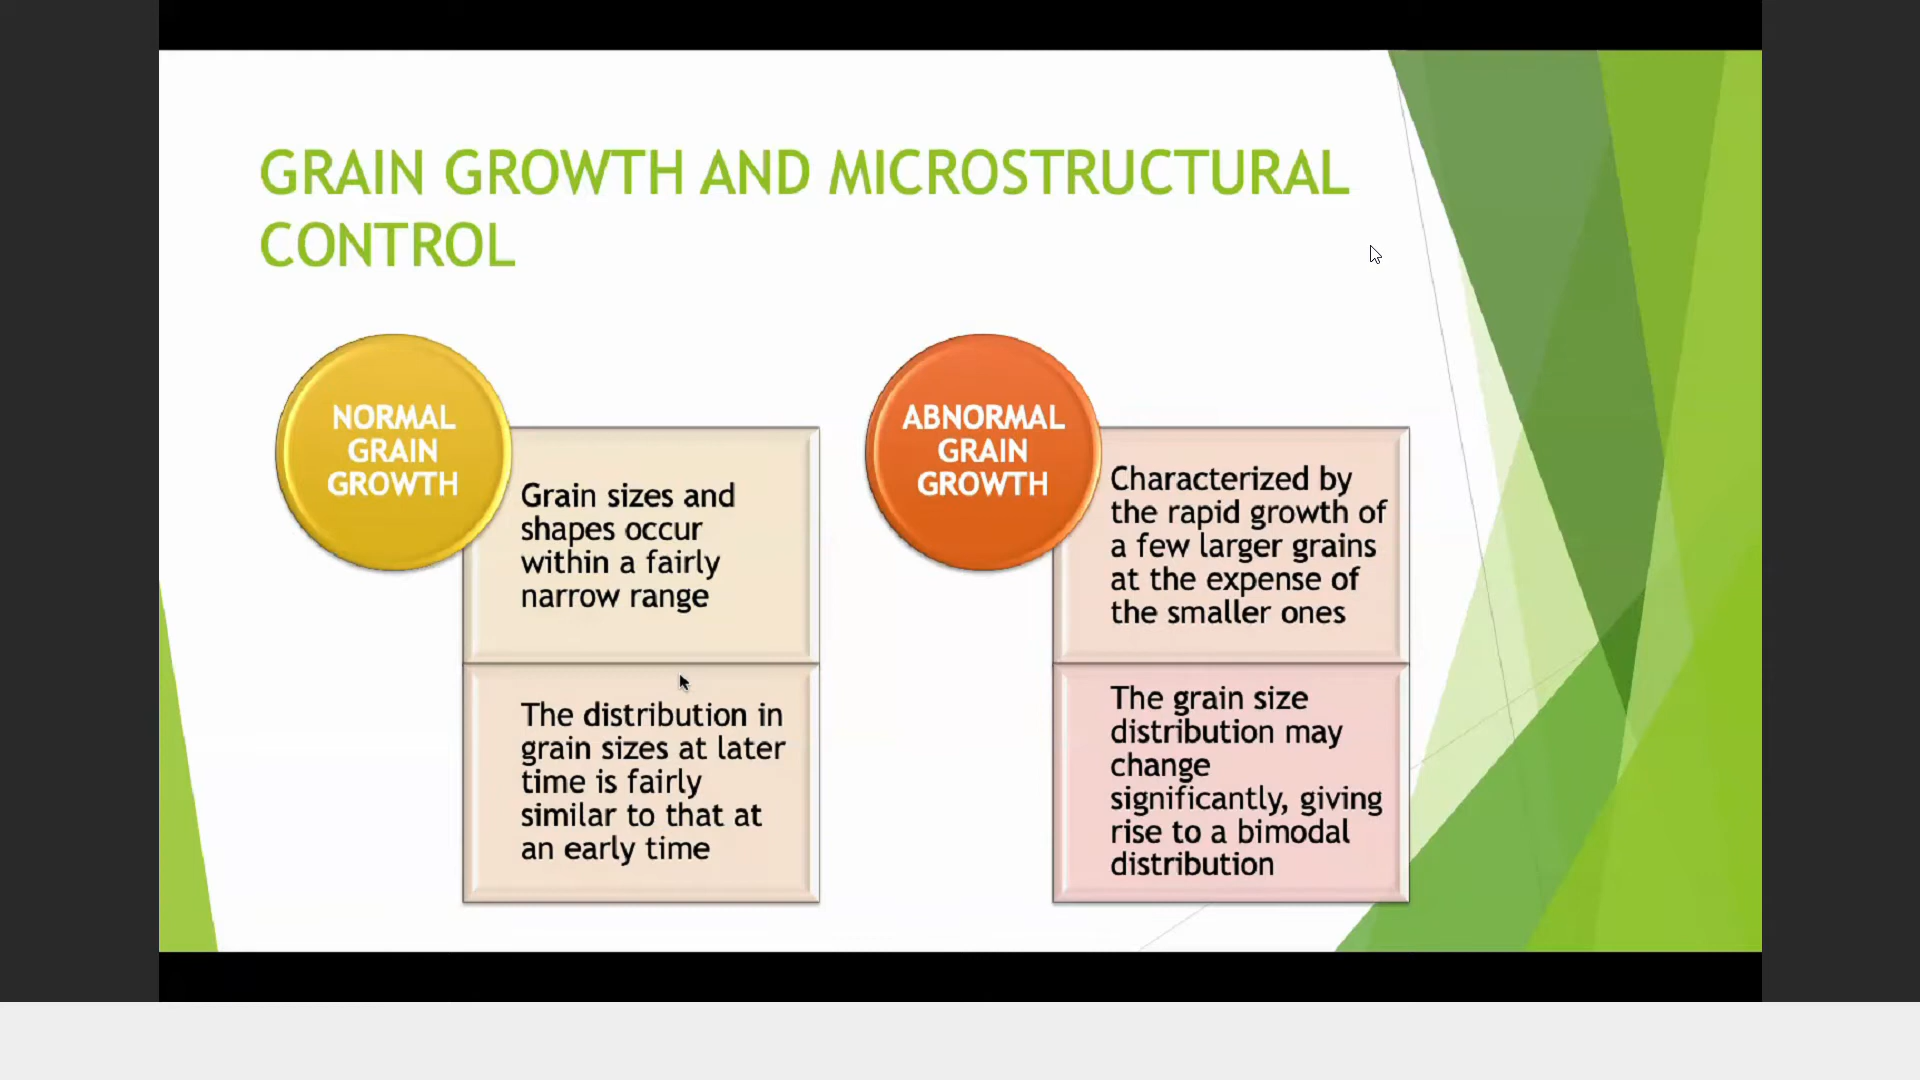 GRAIN GROWTH AND MICROSTRUCTURAL
CONTROL
NORMAL
GRAIN
GROWTH
Grain sizes and
shapes occur
within a fairly
narrow range
The distribution in
grain sizes at later
time is fairly
similar to that at
an early time
ABNORMAL
GRAIN
GROWTH
Characterized by
the rapid growth of
a few larger grains
at the expense of
the smaller ones
The grain size
distribution may
change
significantly, giving
rise to a bimodal
distribution